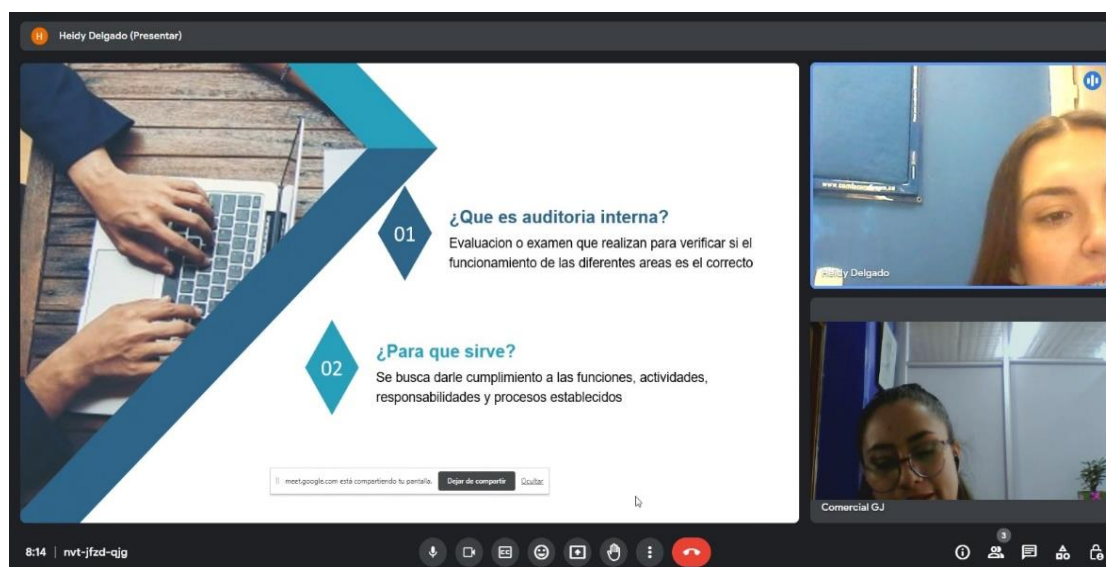 H Heidy Delgado (Presentar)
01
¿Que es auditoria interna?
Evaluacion o examen que realizan para verificar si el
funcionamiento de las diferentes areas es el correcto
02
¿Para que sirve?
Se busca darle cumplimiento a las funciones, actividades,
responsabilidades y procesos establecidos
meet.google.com está compartiendo tu pantalla. Dejar de compartir Ocultar
Heidy Delgado
Comercial GJ
8:14 | nvt-jfzd-qjg
CC
3